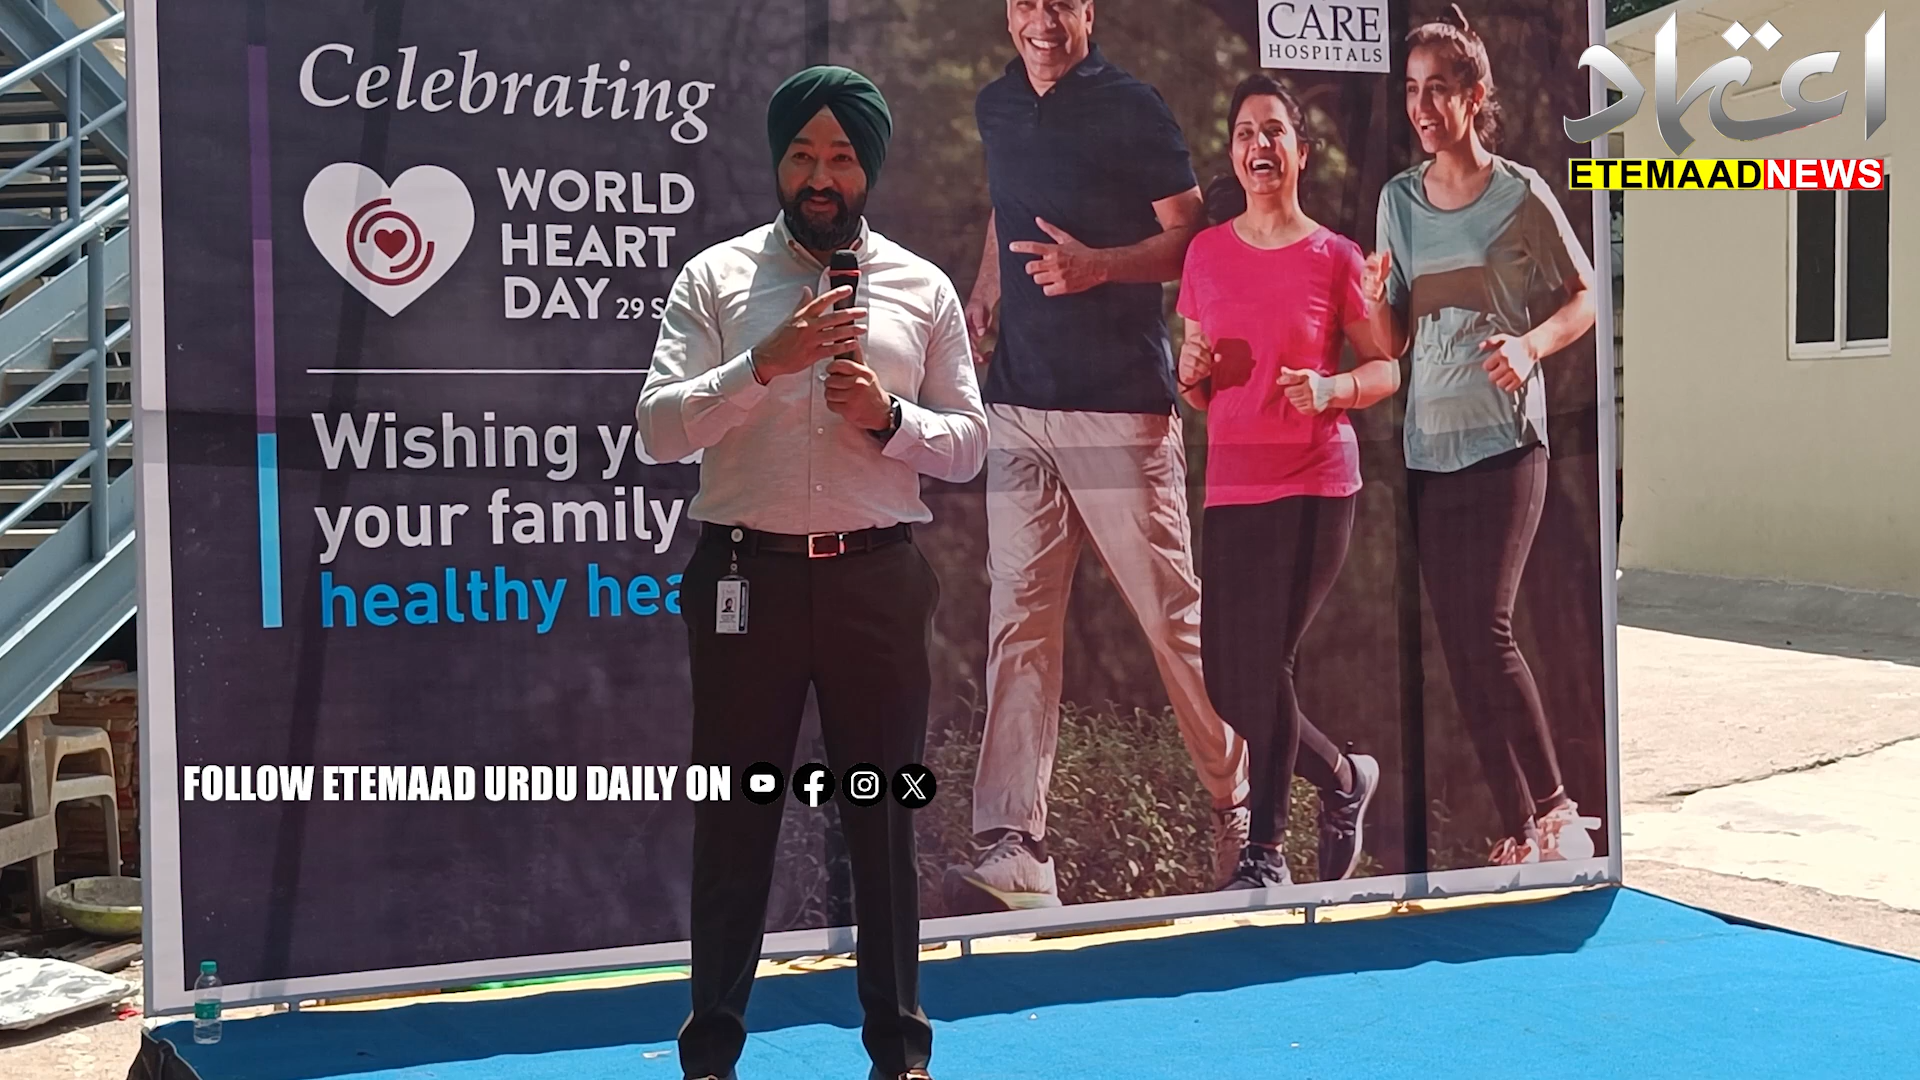 Celebrating
WORLD
HEART
DAY 29 S
Wishing yo
your family
healthy hea
CARE
HOSPITALS
اعتماد
ETEMAADNEWS
FOLLOW ETEMAAD URDU DAILY ON